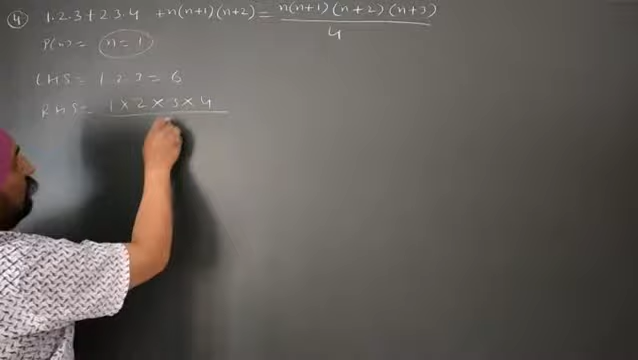 ④ 1.2.3 + 2.3.4 + n(n+1)(n+2) = n(n+1)(n+2)(n+3) / 4
P(n) = n = 1
LHS = 1.2.3 = 6
RHS = 1 × 2 × 3 × 4